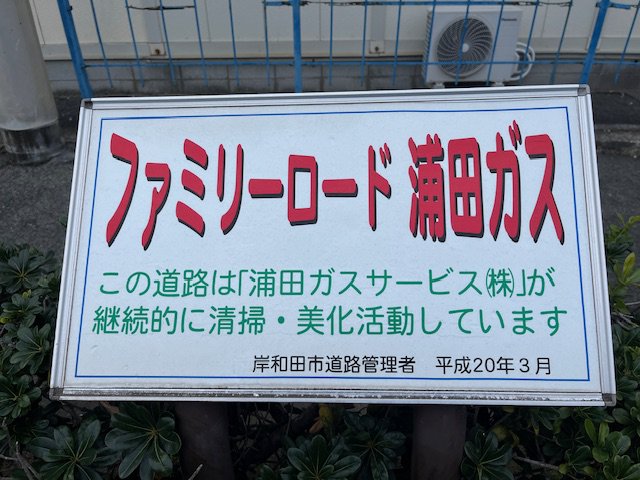 ファミリーロード 浦田ガス
この道路は「浦田ガスサービス㈱」が
継続的に清掃・美化活動しています
岸和田市道路管理者　平成20年３月